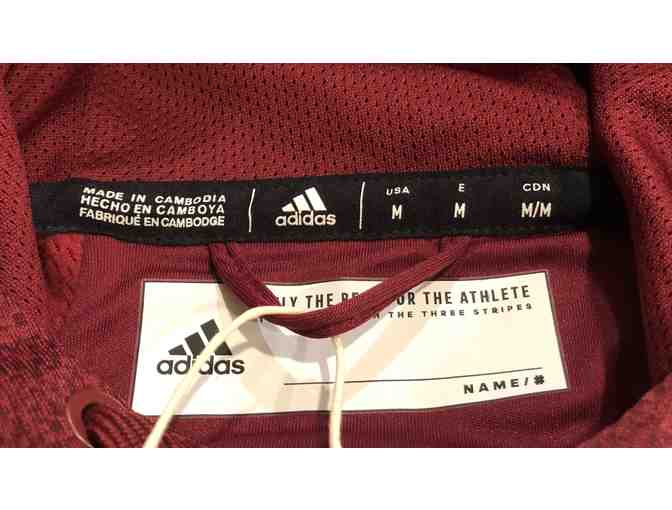 MADE IN CAMBODIA
HECHO EN CAMBOYA
FABRIQUÉ EN CAMBODGE
adidas
USA
M
E
M
CDN
M/M
THE OR THE ATHLETE
THE THREE STRIPES
adidas
NAME/#